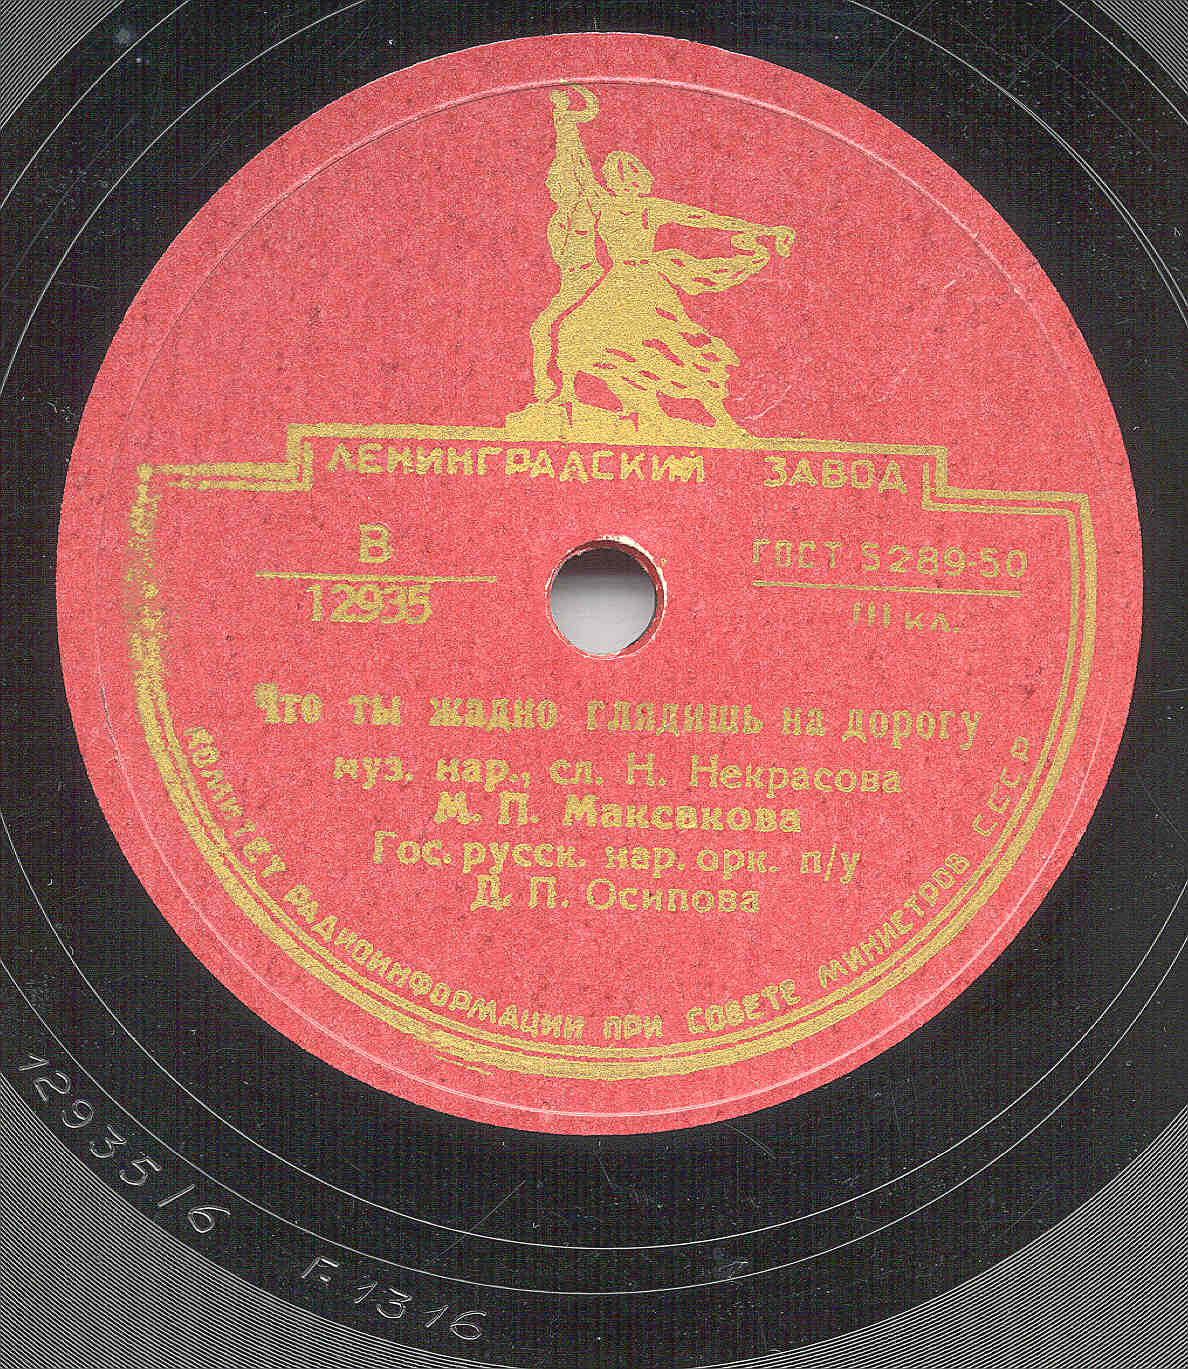 ЛЕНИНГРАДСКИЙ ЗАВОД
В
12935
ГОСТ 5289-50
III кл.
Что ты жадно глядишь на дорогу
муз. нар., сл. Н. Некрасова
М. П. Максакова
Гос. русск. нар. орк. п/у
Д. П. Осипова
КОМИТЕТ РАДИОИНФОРМАЦИИ ПРИ СОВЕТЕ МИНИСТРОВ СССР
12935/6 F-1316